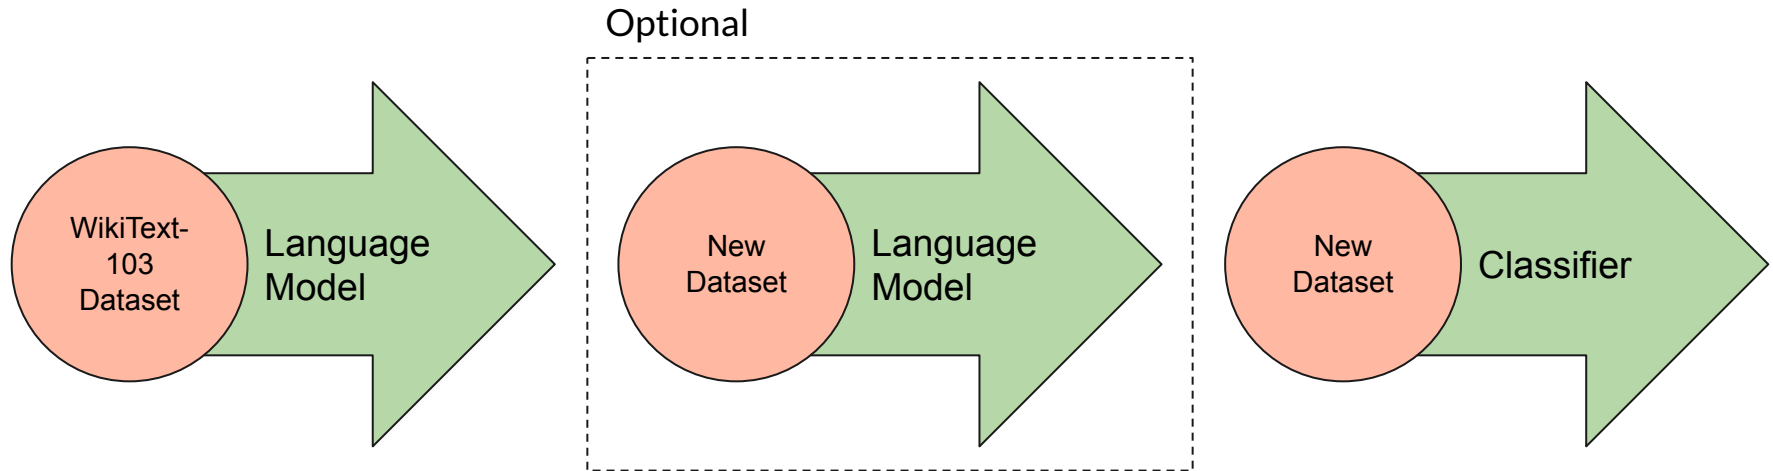 Optional
WikiText-
103
Dataset
Language
Model
New
Dataset
Language
Model
New
Dataset
Classifier